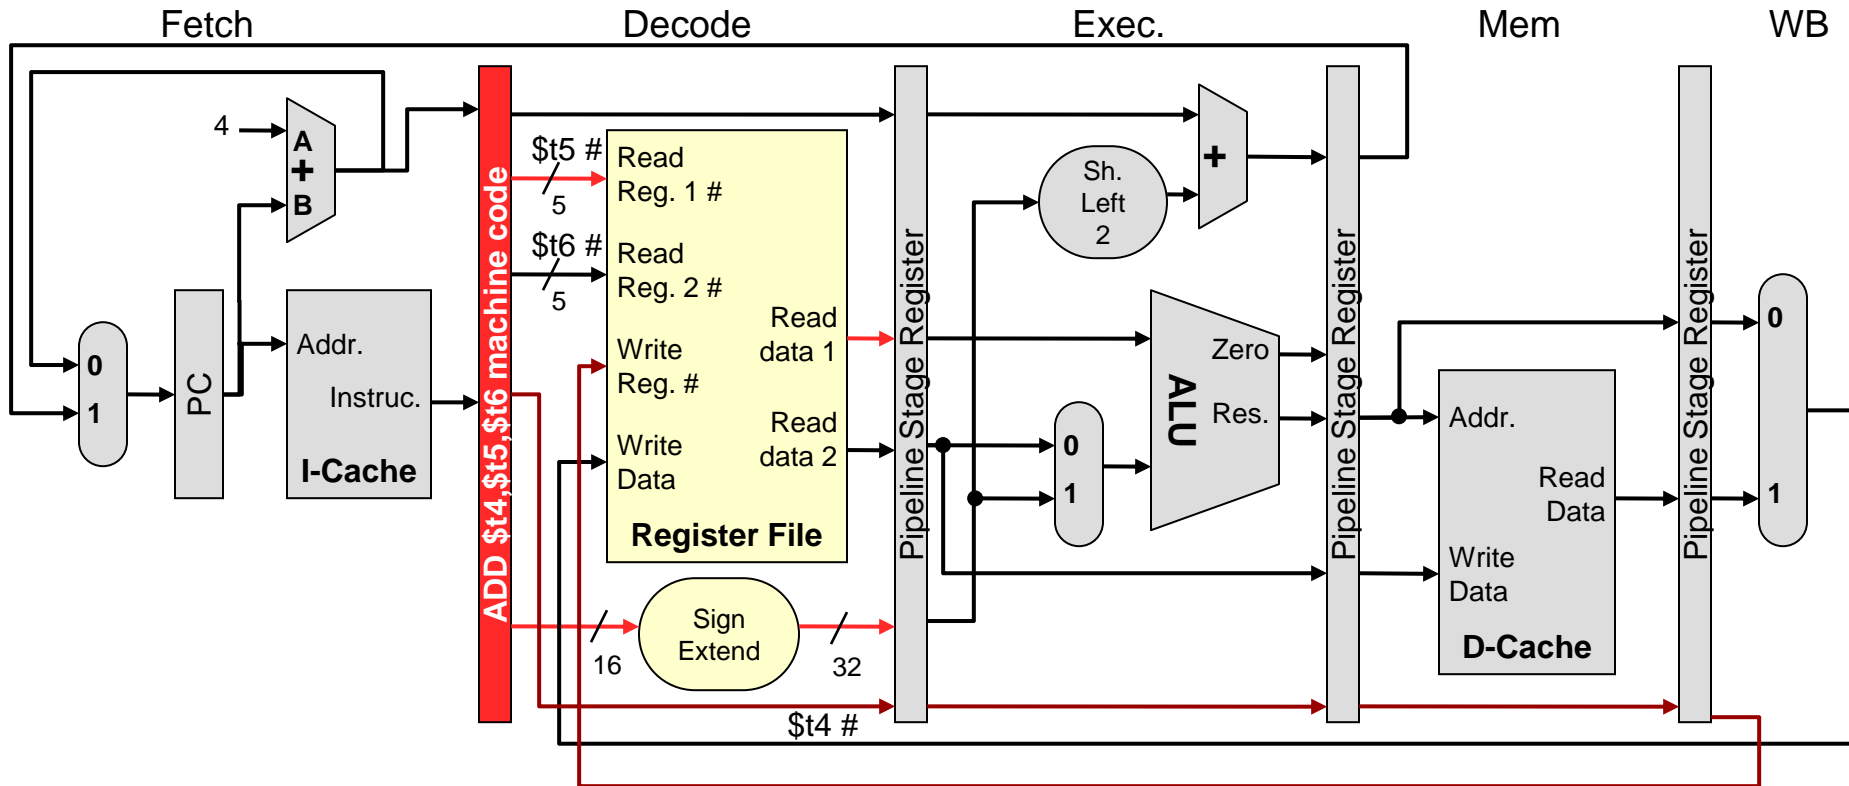 Fetch
Decode
Exec.
Mem
WB
4
A
+
B
0
1
PC
Addr.
Instruc.
I-Cache
ADD $t4,$t5,$t6 machine code
$t5 #
5
$t6 #
5
Read
Reg. 1 #
Read
Reg. 2 #
Write
Reg. #
Write
Data
Read
data 1
Read
data 2
Register File
16
Sign
Extend
32
$t4 #
Pipeline Stage Register
Sh.
Left
2
+
0
1
ALU
Zero
Res.
Pipeline Stage Register
Addr.
Read
Data
Write
Data
D-Cache
Pipeline Stage Register
0
1